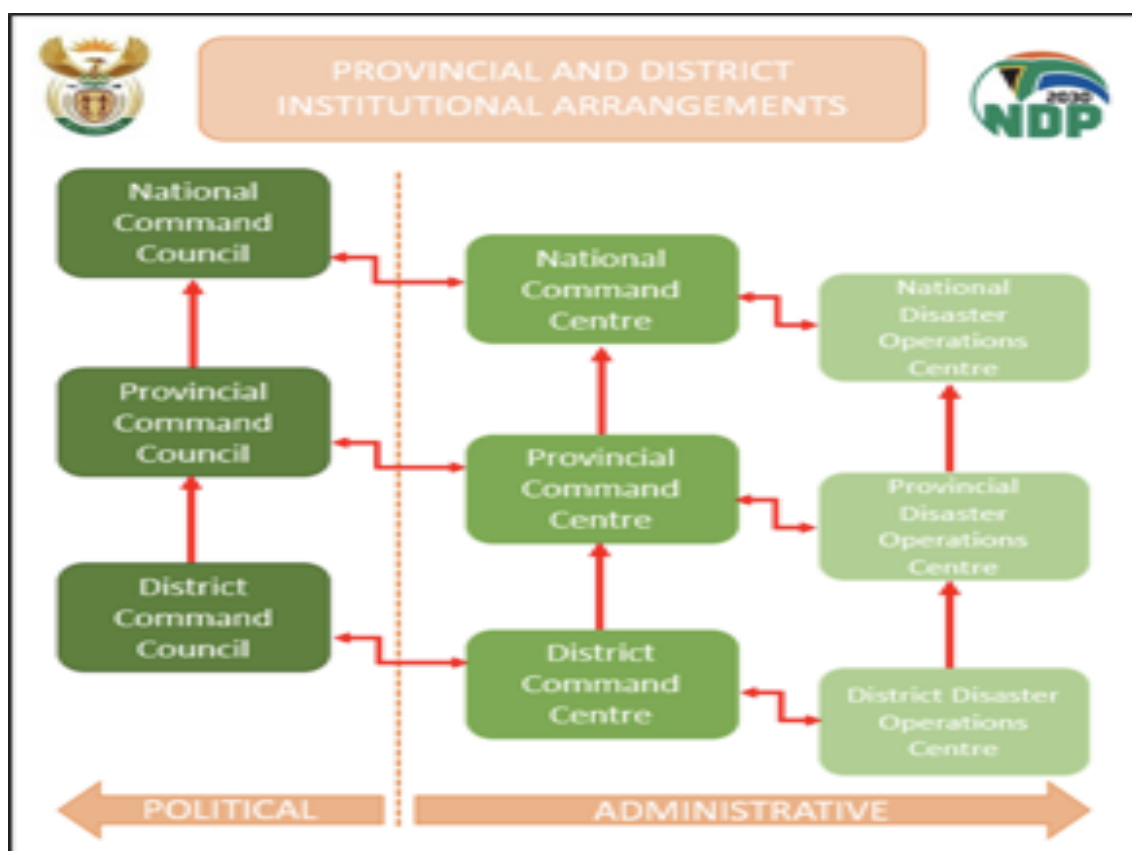 PROVINCIAL AND DISTRICT
INSTITUTIONAL ARRANGEMENTS
2030
NDP
National
Command
Council
National
Command
Centre
National
Disaster
Operations
Centre
Provincial
Command
Council
Provincial
Command
Centre
Provincial
Disaster
Operations
Centre
District
Command
Council
District
Command
Centre
District Disaster
Operations
Centre
POLITICAL
ADMINISTRATIVE